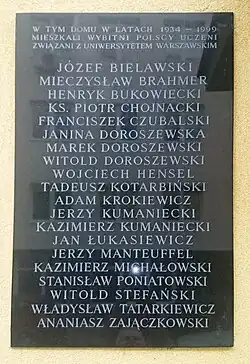 W TYM DOMU W LATACH 1934 – 1999
MIESZKALI WYBITNI POLSCY UCZENI
ZWIĄZANI Z UNIWERSYTETEM WARSZAWSKIM
JÓZEF BIELAWSKI
MIECZYSŁAW BRAHMER
HENRYK BUKOWIECKI
KS. PIOTR CHOJNACKI
FRANCISZEK CZUBALSKI
JANINA DOROSZEWSKA
MAREK DOROSZEWSKI
WITOLD DOROSZEWSKI
WOJCIECH HENSEL
TADEUSZ KOTARBIŃSKI
ADAM KROKIEWICZ
JERZY KUMANIECKI
KAZIMIERZ KUMANIECKI
JAN ŁUKASIEWICZ
JERZY MANTEUFFEL
KAZIMIERZ MICHAŁOWSKI
STANISŁAW PONIATOWSKI
WITOLD STEFAŃSKI
WŁADYSŁAW TATARKIEWICZ
ANANIASZ ZAJĄCZKOWSKI